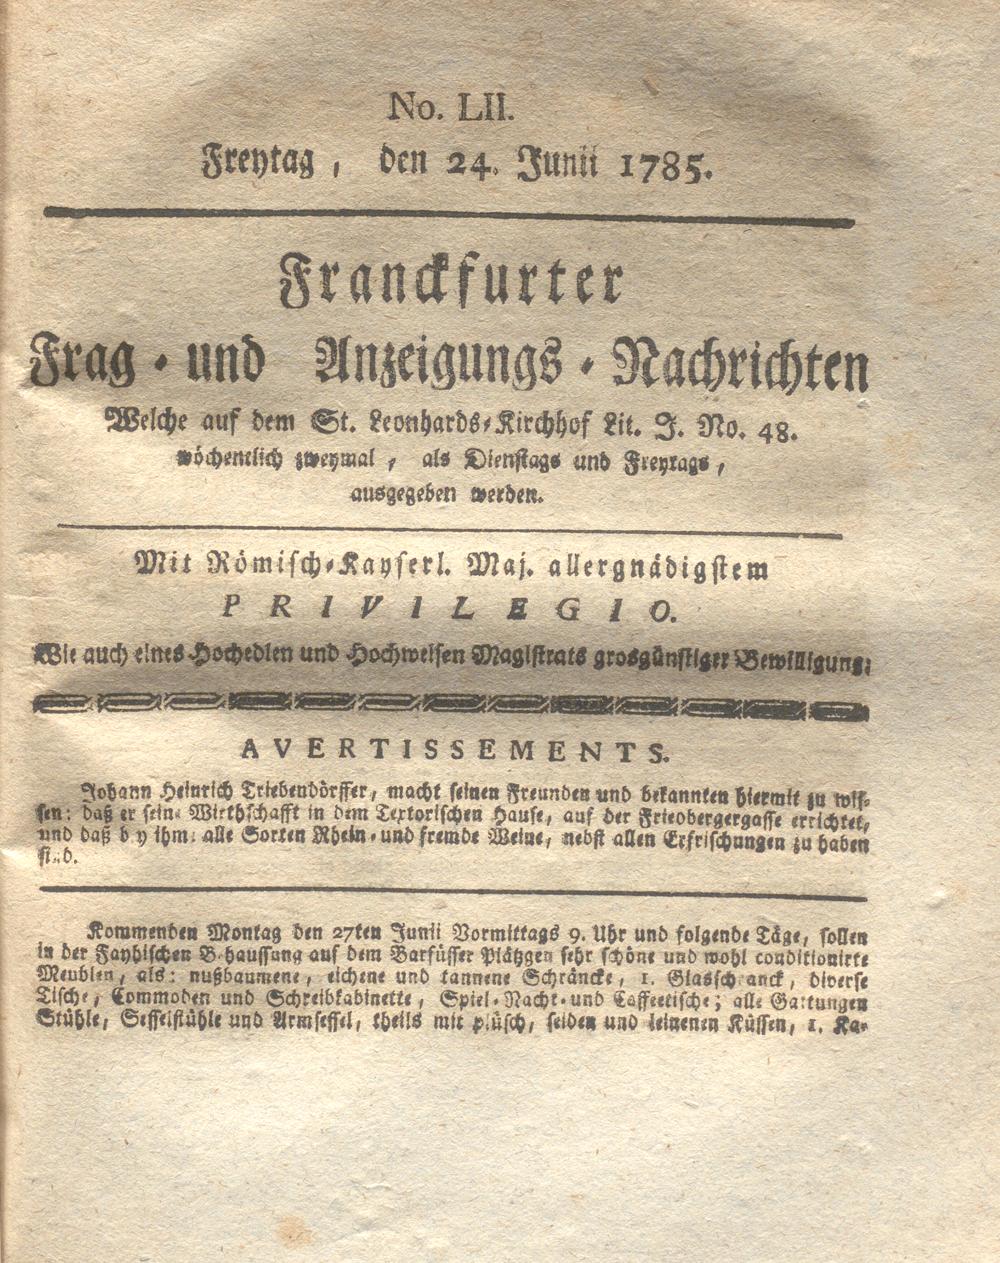 No. LII.
Freytag, den 24. Junii 1785.
Franckfurter
Frag-und Anzeigungs-Nachrichten
Welche auf dem St. Leonhards-Kirchhof Lit. J. No. 48.
wöchentlich zweymal, als Dienstags und Freytags,
ausgegeben werden.
Mit Römisch-Kayserl. Maj. allergnädigstem
PRIVILEGIO.
Wie auch eines Hochedlen und Hochweisen Magistrats grosgünstiger Bewilligung.
AVERTISSEMENTS.
Johann Heinrich Triebendörffer, macht seinen Freunden und bekannten hiermit zu wis-
sen: daß er seine Wirthschafft in dem Textorischen Hause, auf der Friedbergergasse errichtet,
und daß bey ihm alle Sorten Rhein-und fremde Weine, nebst allen Erfrischungen zu haben
sind.
Kommenden Montag den 27ten Junii Vormittags 9. Uhr und folgende Täge, sollen
in der Faydischen Behaussung auf dem Barfüsser Plätzgen sehr schöne und wohl conditionirte
Meublen, als: nußbaumene, eichene und tannene Schräncke, 1. Glasschranck, diverse
Tische, Commoden und Schreibkabinette, Spiel-Nacht-und Caffeetische; alle Gattungen
Stühle, Sesselstühle und Armsessel, theils mit plüsch, seiden und leinenen Küssen, 1. Ka-